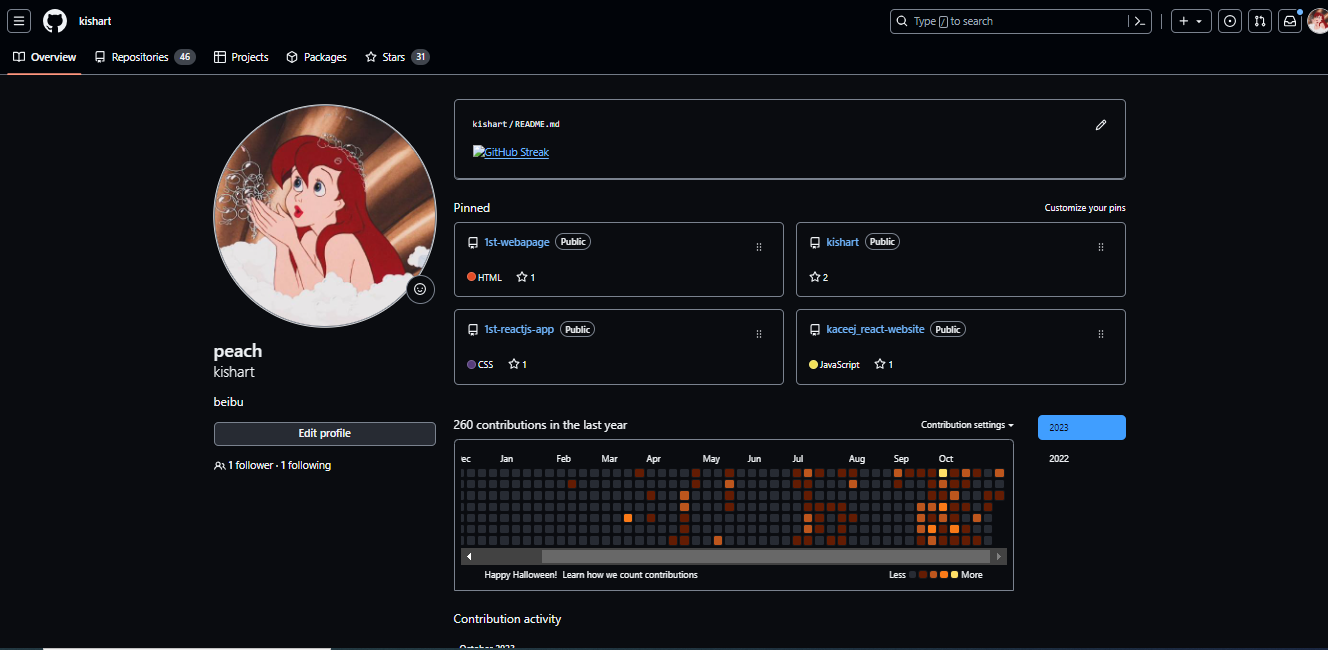 kishart
Type / to search
Overview Repositories 46 Projects Packages Stars 31
kishart / README.md
GitHub Streak
Pinned Customize your pins
1st-webapage Public
HTML 1
kishart Public
2
1st-reactjs-app Public
CSS 1
kaceej_react-website Public
JavaScript 1
peach
kishart
beibu
Edit profile
1 follower · 1 following
260 contributions in the last year
Contribution settings
2023
2022
ec Jan Feb Mar Apr May Jun Jul Aug Sep Oct
Happy Halloween! Learn how we count contributions
Less More
Contribution activity
October 2023